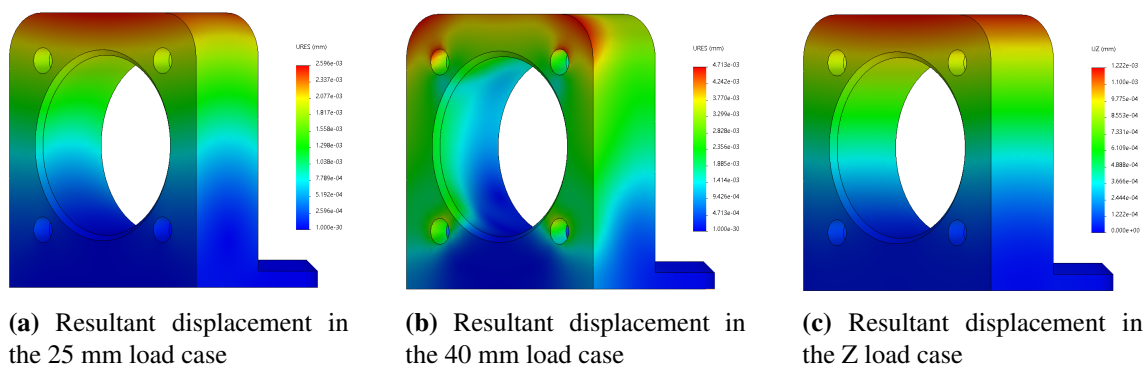 URES (mm)
2.596e-03
2.337e-03
2.077e-03
1.817e-03
1.558e-03
1.298e-03
1.038e-03
7.789e-04
5.192e-04
2.596e-04
1.000e-30
(a) Resultant displacement in
the 25 mm load case
URES (mm)
4.713e-03
4.242e-03
3.770e-03
3.299e-03
2.828e-03
2.356e-03
1.885e-03
1.414e-03
9.426e-04
4.713e-04
1.000e-30
(b) Resultant displacement in
the 40 mm load case
UZ (mm)
1.222e-03
1.100e-03
9.775e-04
8.553e-04
7.331e-04
6.109e-04
4.888e-04
3.666e-04
2.444e-04
1.222e-04
0.000e+00
(c) Resultant displacement in
the Z load case